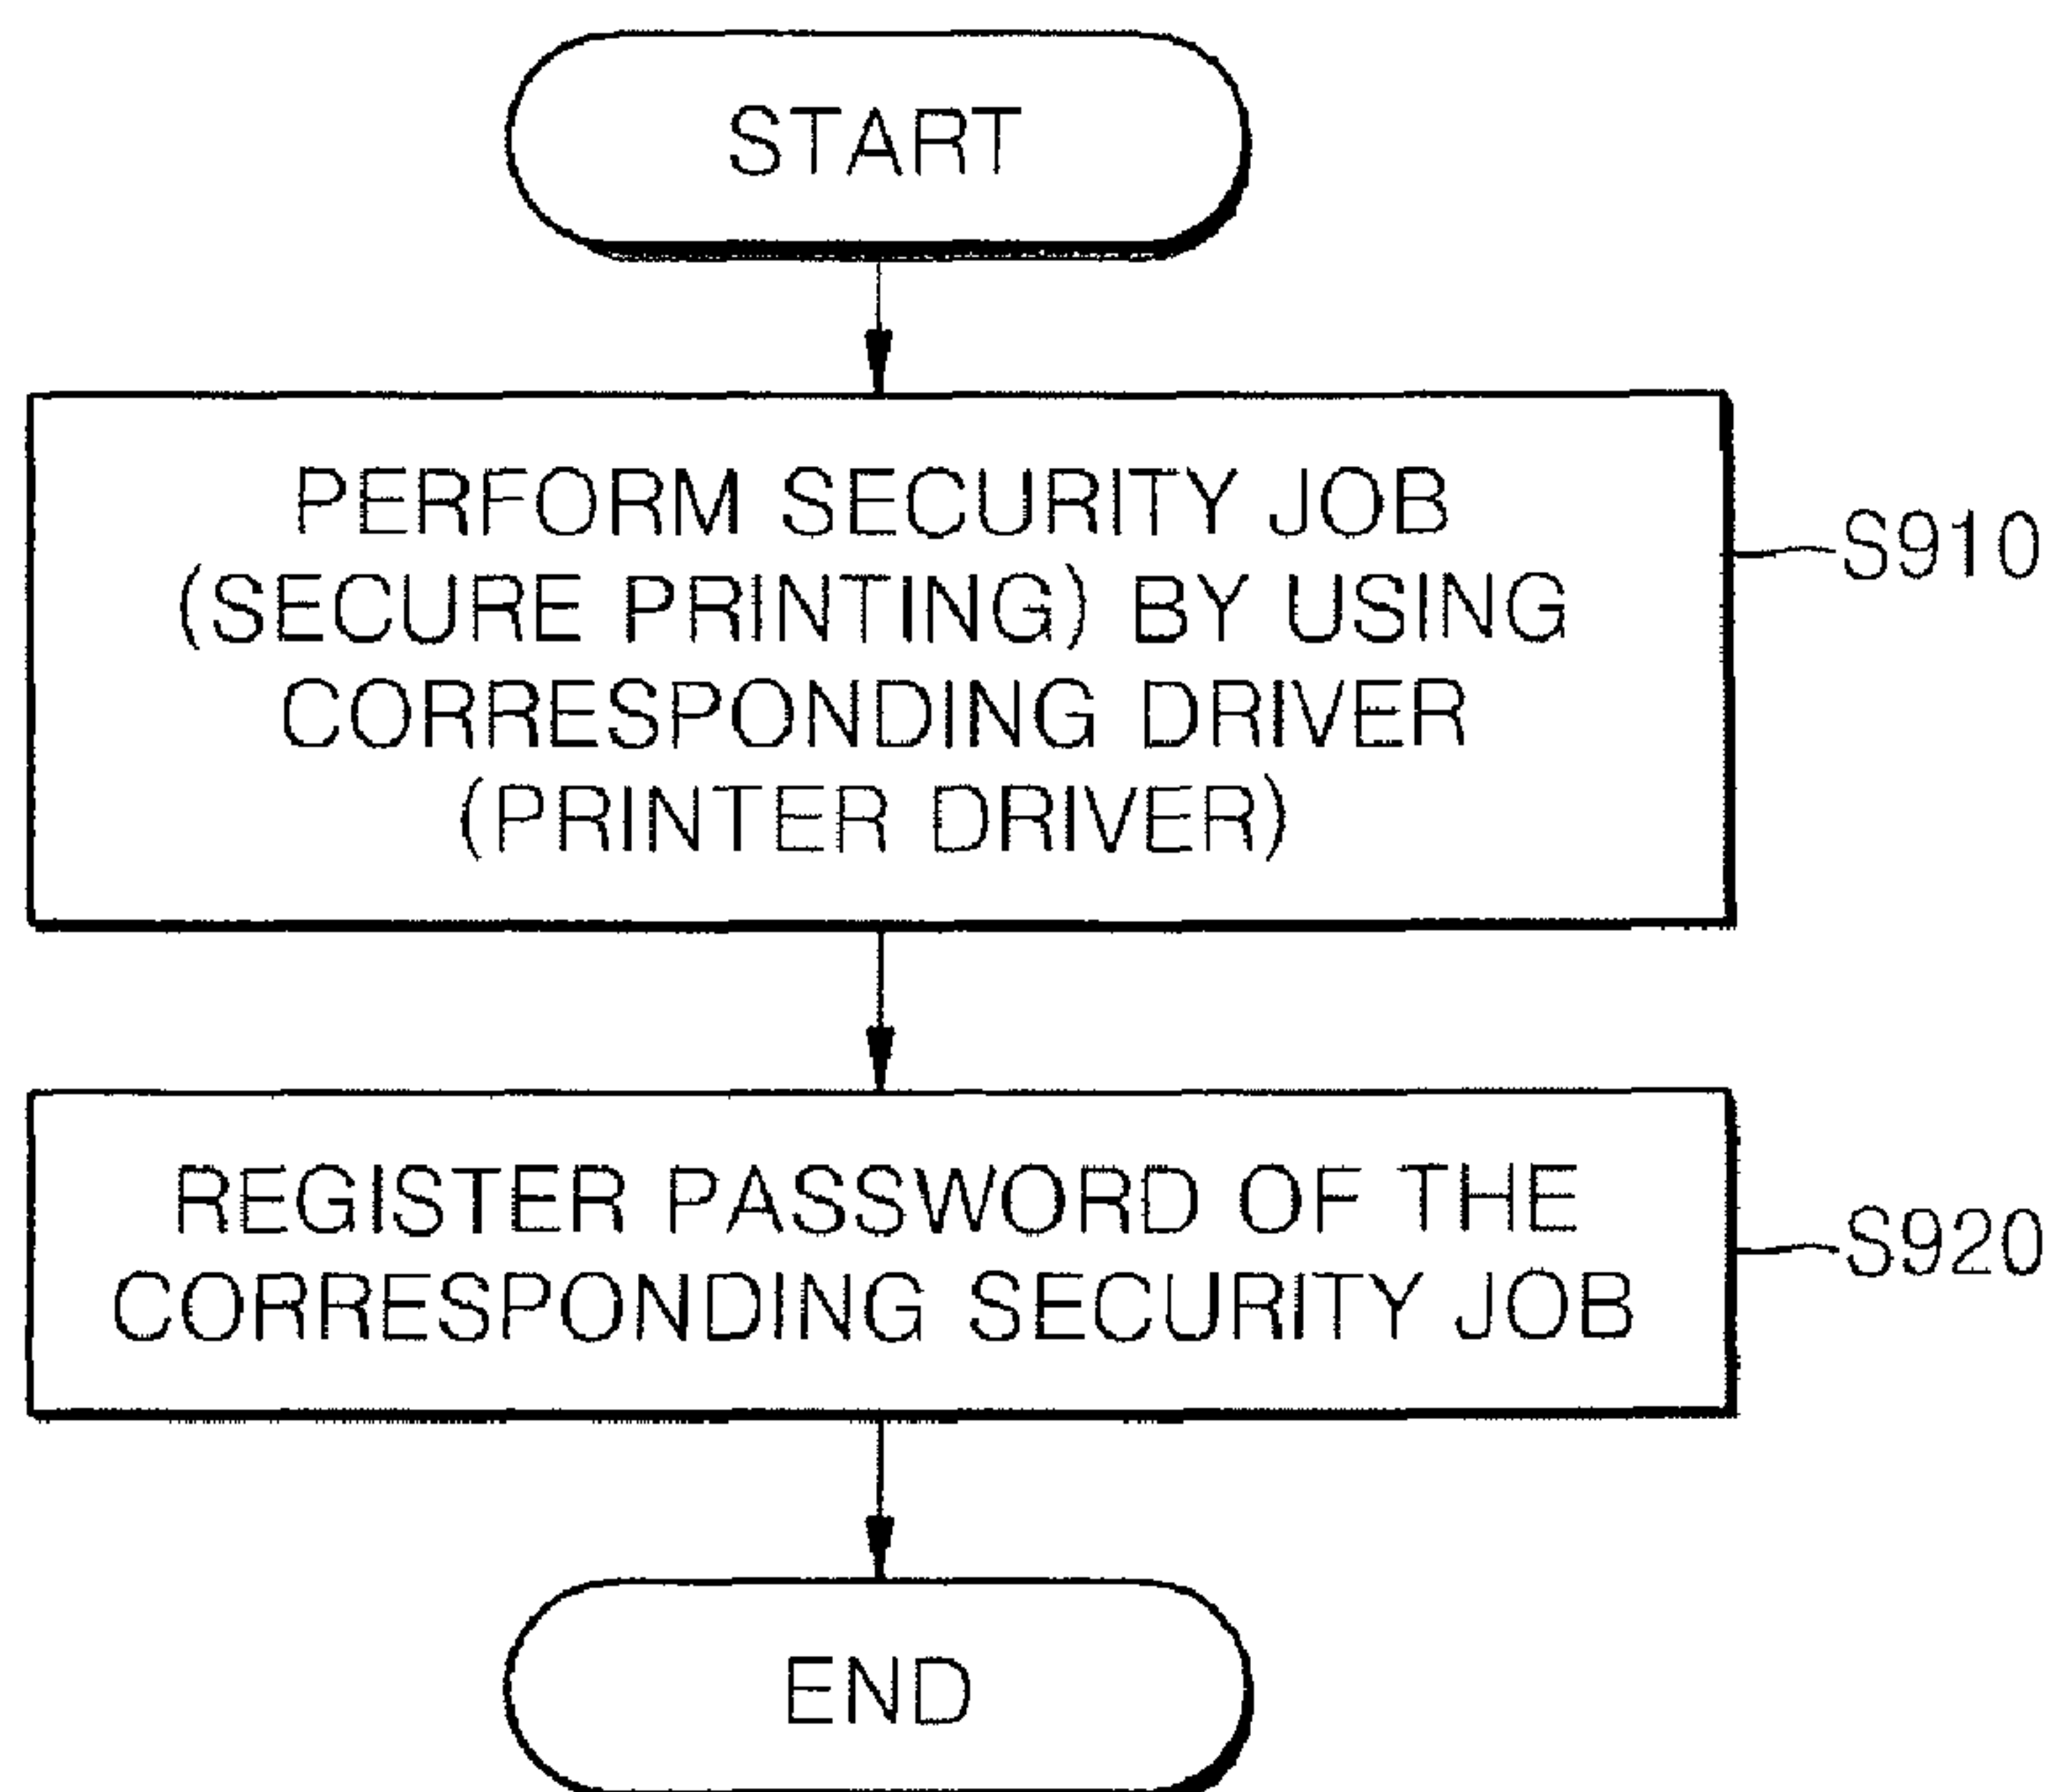 START
PERFORM SECURITY JOB
(SECURE PRINTING) BY USING
CORRESPONDING DRIVER
(PRINTER DRIVER)
S910
REGISTER PASSWORD OF THE
CORRESPONDING SECURITY JOB
S920
END